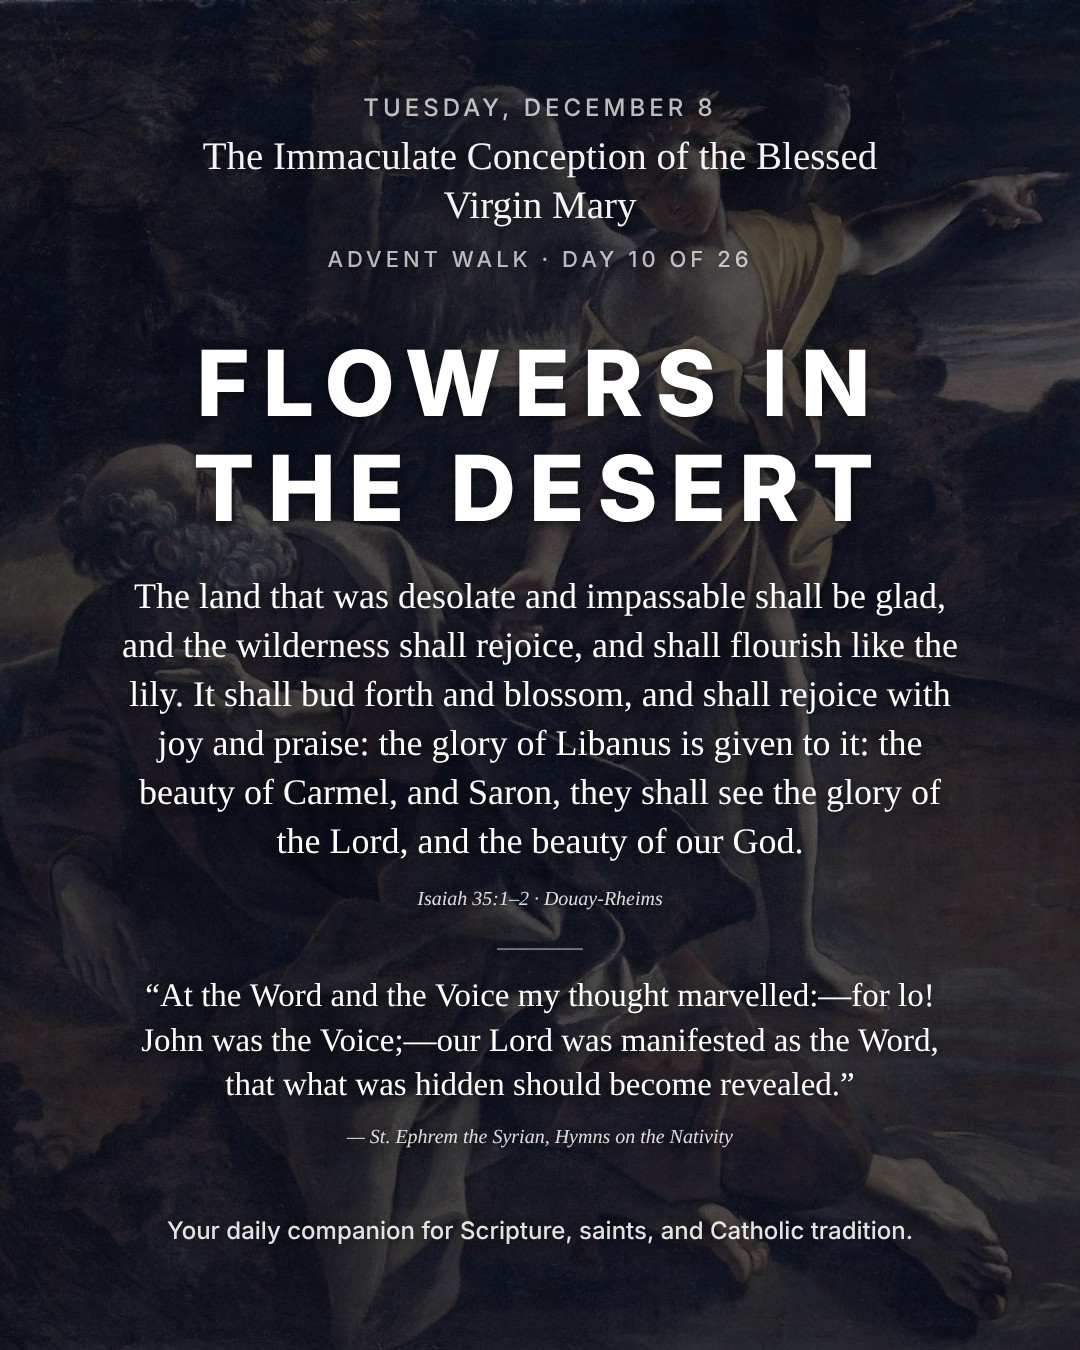 TUESDAY, DECEMBER 8
The Immaculate Conception of the Blessed
Virgin Mary
ADVENT WALK · DAY 10 OF 26
FLOWERS IN
THE DESERT
The land that was desolate and impassable shall be glad,
and the wilderness shall rejoice, and shall flourish like the
lily. It shall bud forth and blossom, and shall rejoice with
joy and praise: the glory of Libanus is given to it: the
beauty of Carmel, and Saron, they shall see the glory of
the Lord, and the beauty of our God.
Isaiah 35:1–2 · Douay-Rheims
“At the Word and the Voice my thought marvelled:—for lo!
John was the Voice;—our Lord was manifested as the Word,
that what was hidden should become revealed.”
— St. Ephrem the Syrian, Hymns on the Nativity
Your daily companion for Scripture, saints, and Catholic tradition.